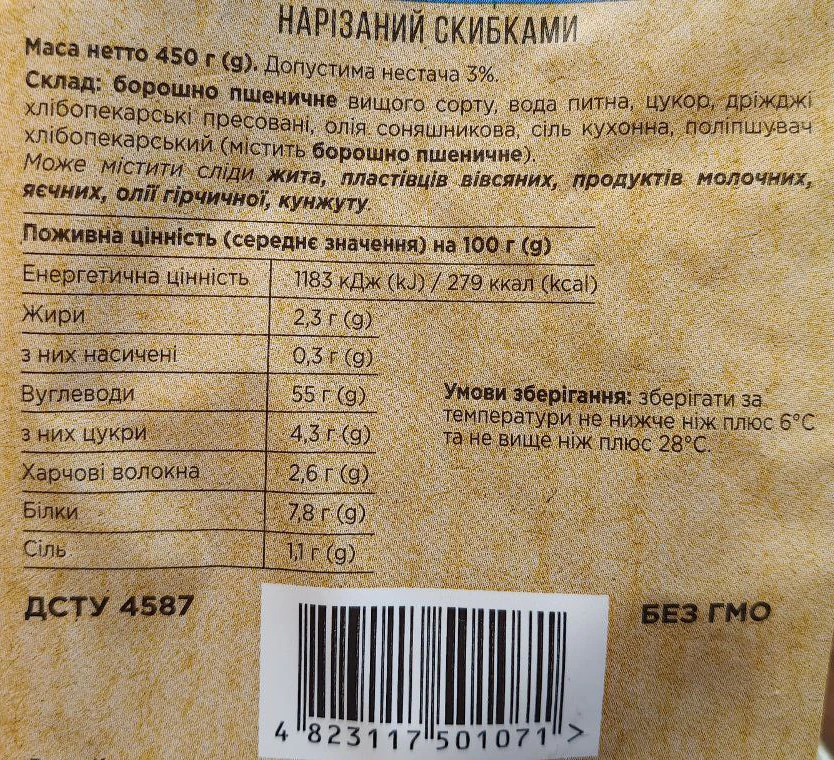 НАРІЗАНИЙ СКИБКАМИ
Маса нетто 450 г (g). Допустима нестача 3%.
Склад: борошно пшеничне вищого сорту, вода питна, цукор, дріжджі
хлібопекарські пресовані, олія соняшникова, сіль кухонна, поліпшувач
хлібопекарський (містить борошно пшеничне).
Може містити сліди жита, пластівців вівсяних, продуктів молочних,
яєчних, олії гірчичної, кунжуту.
Поживна цінність (середнє значення) на 100 г (g)
Енергетична цінність 1183 кДж (kJ) / 279 ккал (kcal)
Жири 2,3 г (g)
з них насичені 0,3 г (g)
Вуглеводи 55 г (g)
з них цукри 4,3 г (g)
Харчові волокна 2,6 г (g)
Білки 7,8 г (g)
Сіль 1,1 г (g)
Умови зберігання: зберігати за
температури не нижче ніж плюс 6°С
та не вище ніж плюс 28°С.
ДСТУ 4587
БЕЗ ГМО
4 823117 501071 >